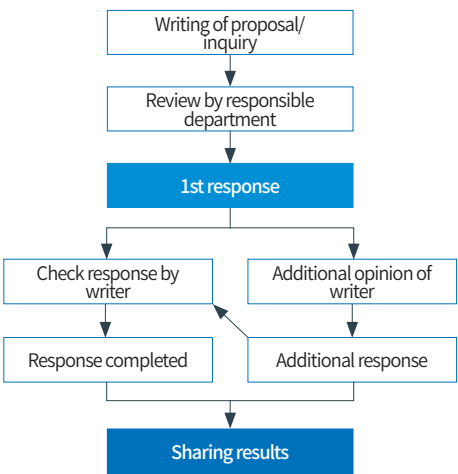 Writing of proposal/
inquiry
Review by responsible
department
1st response
Check response by
writer
Additional opinion of
writer
Response completed
Additional response
Sharing results